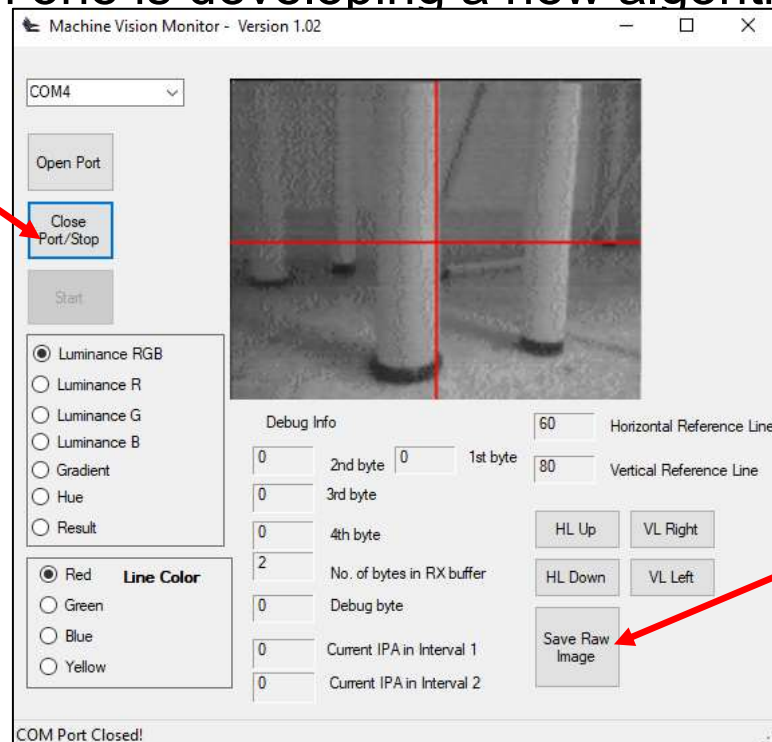 one is developing a new
Machine Vision Monitor - Version 1.02
COM4
Open Port
Close
Port/Stop
Start
Luminance RGB
Luminance R
Luminance G
Luminance B
Gradient
Hue
Result
Red Line Color
Green
Blue
Yellow
Debug Info
0 2nd byte 0 1st byte
0 3rd byte
0 4th byte
2 No. of bytes in RX buffer
0 Debug byte
0 Current IPA in Interval 1
0 Current IPA in Interval 2
60 Horizontal Reference Line
80 Vertical Reference Line
HL Up VL Right
HL Down VL Left
Save Raw
Image
COM Port Closed!